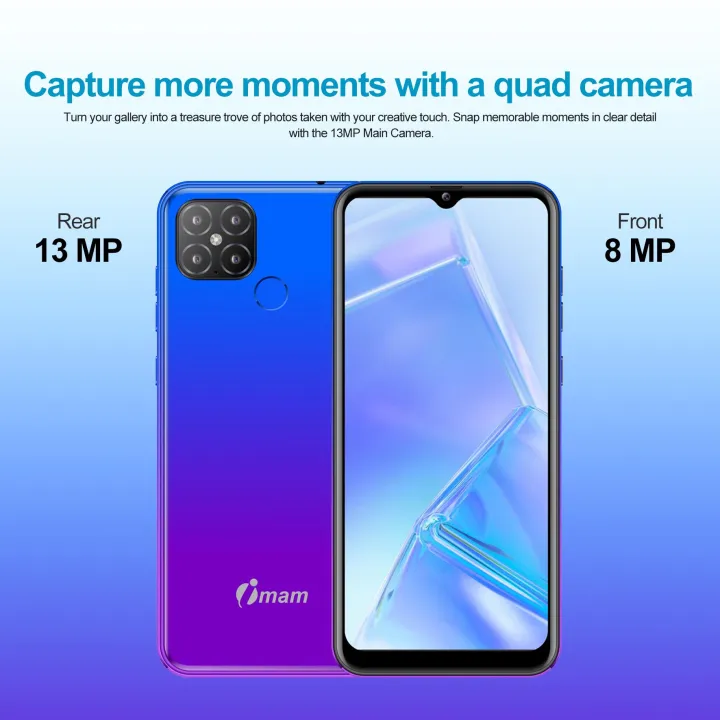 Capture more moments with a quad camera
Turn your gallery into a treasure trove of photos taken with your creative touch. Snap memorable moments in clear detail
with the 13MP Main Camera.
Rear
13 MP
Front
8 MP
imam